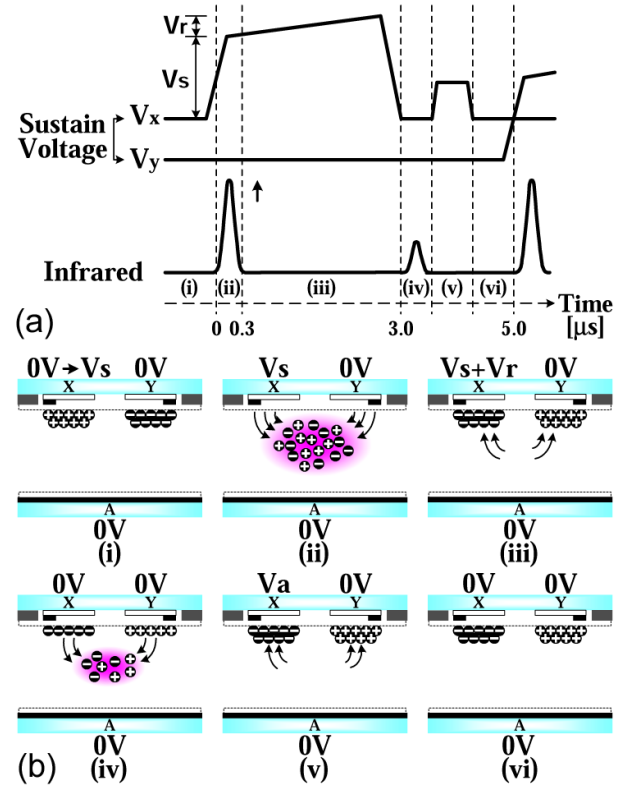 Vr
Vs
Sustain Voltage
Vx
Vy
Infrared
(i) (ii) (iii) (iv) (v) (vi)
0 0.3 3.0 5.0
Time
[μs]
(a)
0V→Vs 0V
X Y
A
0V
(i)
Vs 0V
X Y
A
0V
(ii)
Vs+Vr 0V
X Y
A
0V
(iii)
0V 0V
X Y
A
0V
(iv)
Va 0V
X Y
A
0V
(v)
0V 0V
X Y
A
0V
(vi)
(b)